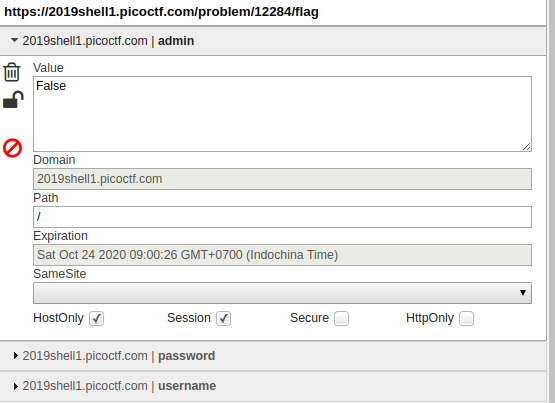 https://2019shell1.picoctf.com/problem/12284/flag
2019shell1.picoctf.com | admin
Value
False
Domain
2019shell1.picoctf.com
Path
/
Expiration
Sat Oct 24 2020 09:00:26 GMT+0700 (Indochina Time)
SameSite
HostOnly Session Secure HttpOnly
2019shell1.picoctf.com | password
2019shell1.picoctf.com | username